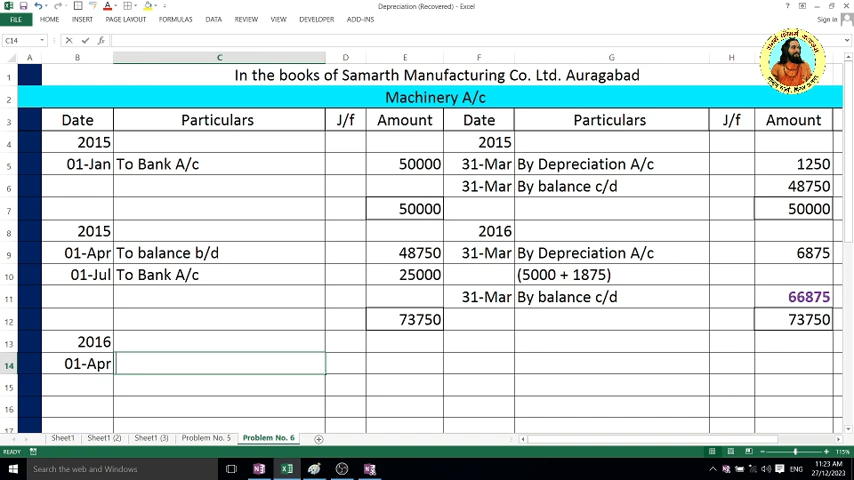 Depreciation (Recovered) - Excel
Sign in
FILE HOME INSERT PAGE LAYOUT FORMULAS DATA REVIEW VIEW DEVELOPER ADD-INS
C14 fx
A B C D E F G H I
1 In the books of Samarth Manufacturing Co. Ltd. Auragabad
2 Machinery A/c
3 Date Particulars J/f Amount Date Particulars J/f Amount
4 2015 2015
5 01-Jan To Bank A/c 50000 31-Mar By Depreciation A/c 1250
6 31-Mar By balance c/d 48750
7 50000 50000
8 2015 2016
9 01-Apr To balance b/d 48750 31-Mar By Depreciation A/c 6875
10 01-Jul To Bank A/c 25000 (5000 + 1875)
11 31-Mar By balance c/d 66875
12 73750 73750
13 2016
14 01-Apr
15
16
17
Sheet1 Sheet1 (2) Sheet1 (3) Problem No. 5 Problem No. 6
READY 115%
Search the web and Windows
ENG
11:23 AM
27/12/2023